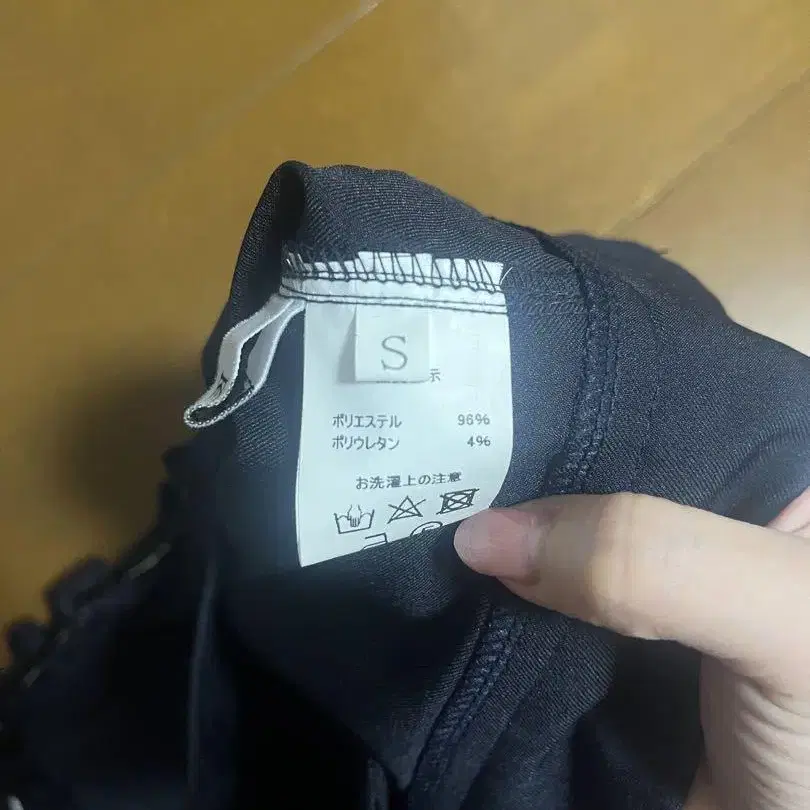 S
示
ポリエステル 96%
ポリウレタン 4%
お洗濯上の注意